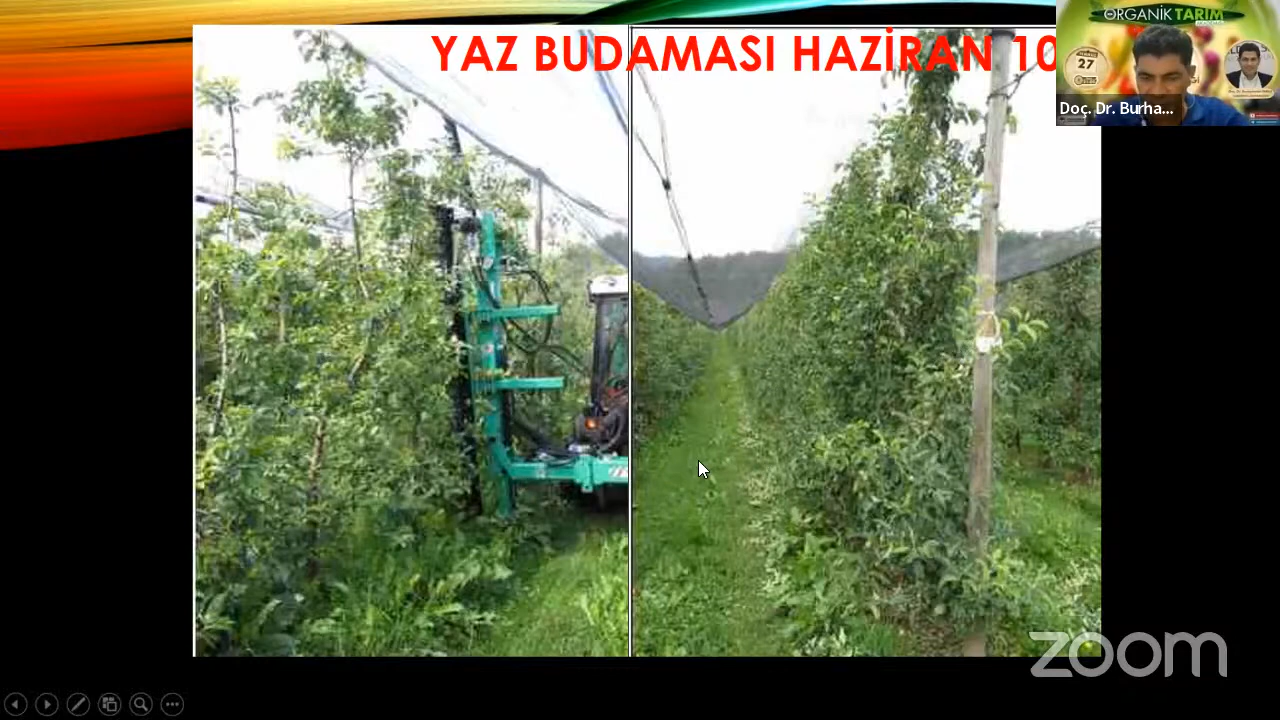 YAZ BUDAMASI HAZİRAN 10
ORGANİK TARIM
27
Doç. Dr. Burha...
zoom